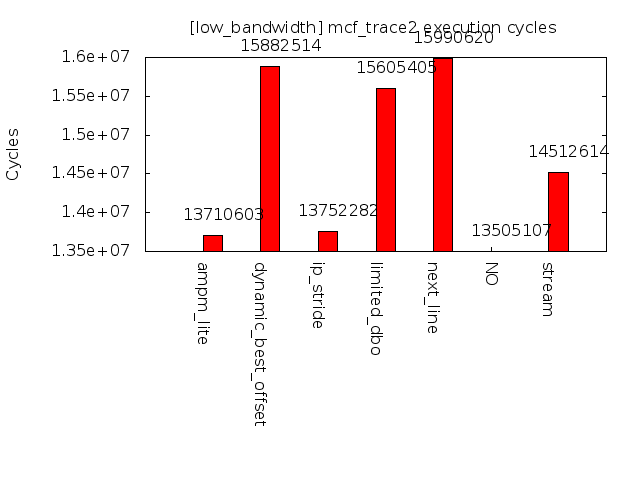 [low_bandwidth] mcf_trace2 execution cycles
15882514
15990620
1.6e+07
15605405
1.55e+07
1.5e+07
Cycles
14512614
1.45e+07
13710603
13752282
1.4e+07
13505107
1.35e+07
ampm_lite
dynamic_best_offset
ip_stride
limited_dbo
next_line
NO
stream